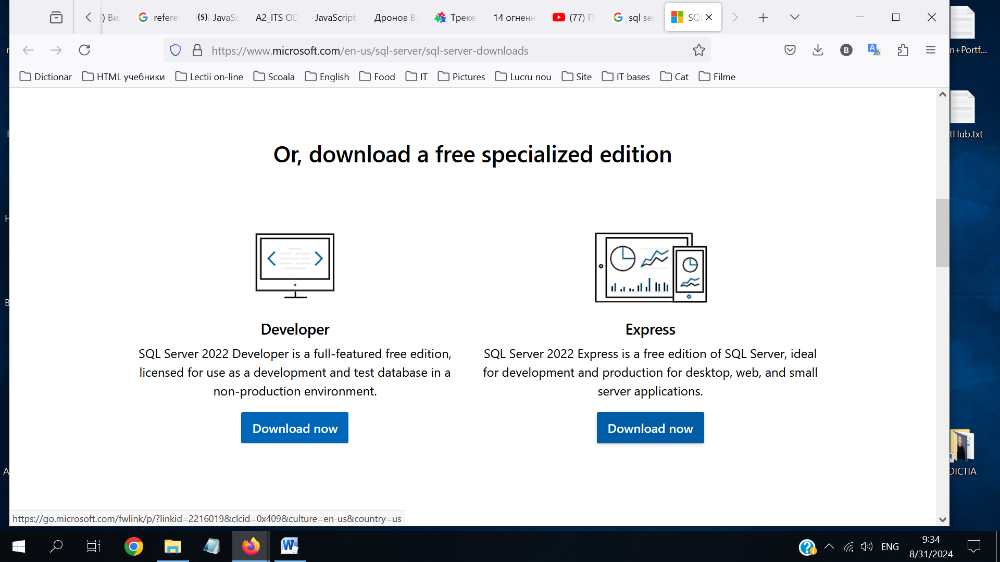 ) Ви
refere
{S} JavaSc
A2_ITS OD
JavaScript
Дронов В
Треке
14 огненн
(77) П
sql ser
SQL
https://www.microsoft.com/en-us/sql-server/sql-server-downloads
B
Dictionar
HTML учебники
Lectii on-line
Scoala
English
Food
IT
Pictures
Lucru nou
Site
IT bases
Cat
Filme
n+Portf...
tHub.txt
Or, download a free specialized edition
Developer
SQL Server 2022 Developer is a full-featured free edition,
licensed for use as a development and test database in a
non-production environment.
Download now
Express
SQL Server 2022 Express is a free edition of SQL Server, ideal
for development and production for desktop, web, and small
server applications.
Download now
DICTIA
https://go.microsoft.com/fwlink/p/?linkid=2216019&clcid=0x409&culture=en-us&country=us
ENG
9:34
8/31/2024